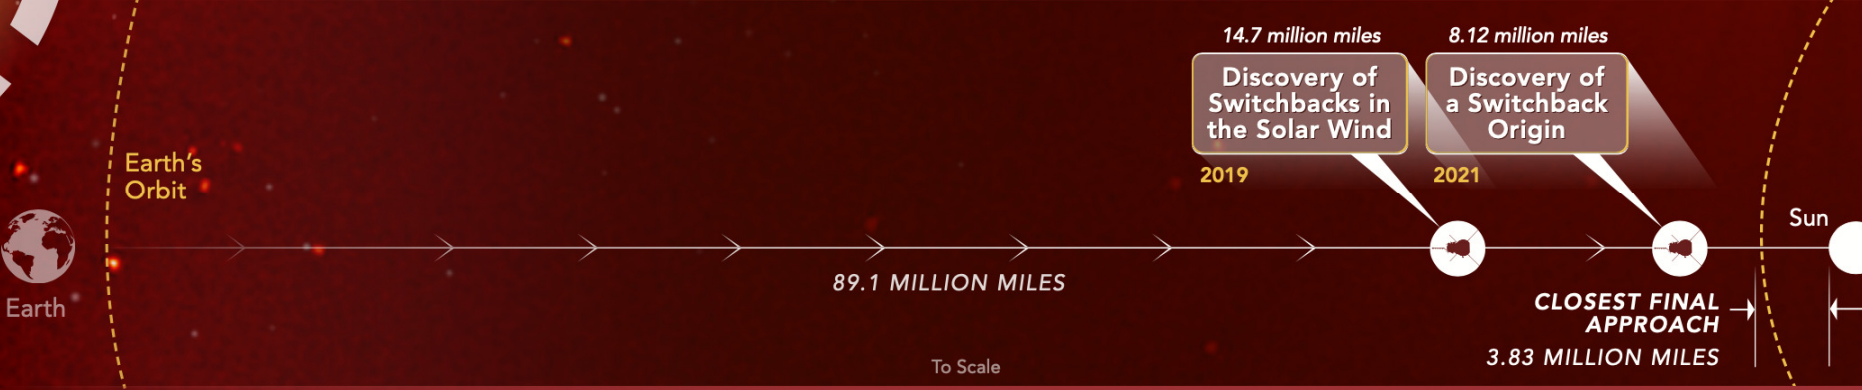 14.7 million miles
Discovery of
Switchbacks in
the Solar Wind
2019
8.12 million miles
Discovery of
a Switchback
Origin
2021
Earth's
Orbit
Earth
Sun
89.1 MILLION MILES
CLOSEST FINAL
APPROACH
3.83 MILLION MILES
To Scale